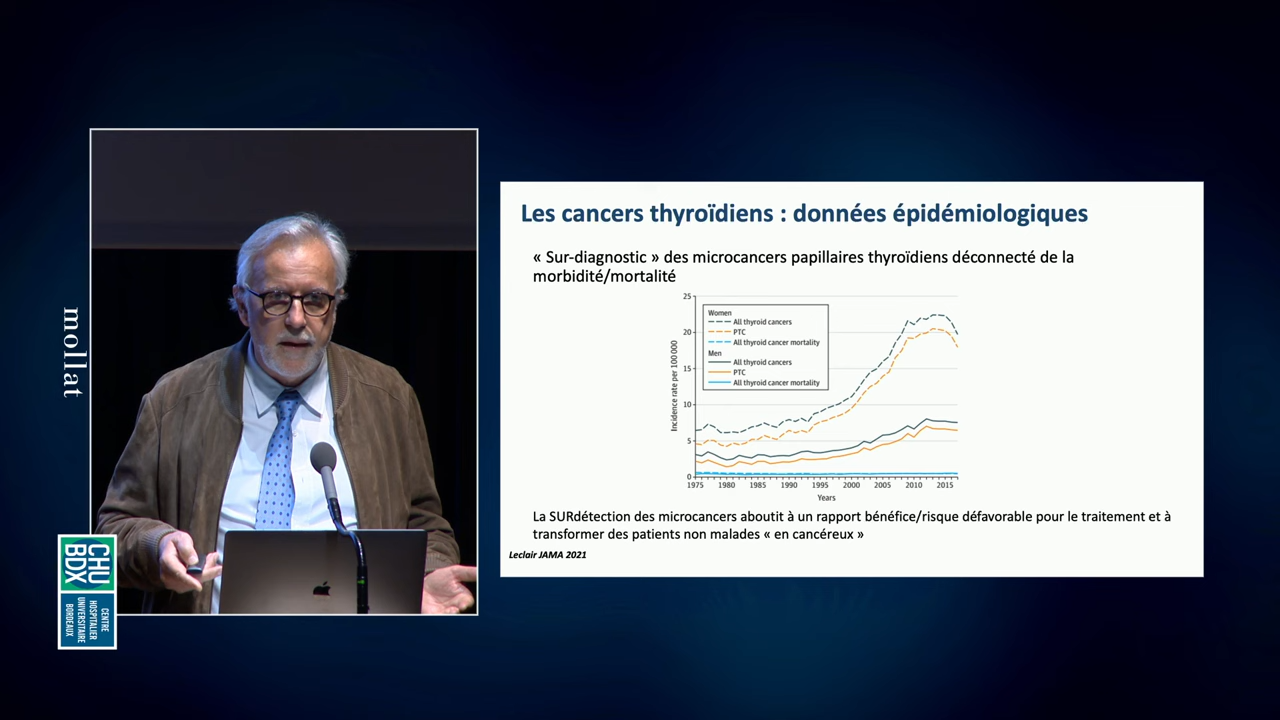 mollat
CHU
BDX
CENTRE
HOSPITALIER
UNIVERSITAIRE
BORDEAUX
Les cancers thyroïdiens : données épidémiologiques
« Sur-diagnostic » des microcancers papillaires thyroïdiens déconnecté de la
morbidité/mortalité
Incidence rate per 100 000
25
20
15
10
5
0
Women
All thyroid cancers
PTC
All thyroid cancer mortality
Men
All thyroid cancers
PTC
All thyroid cancer mortality
1975 1980 1985 1990 1995 2000 2005 2010 2015
Years
La SURdétection des microcancers aboutit à un rapport bénéfice/risque défavorable pour le traitement et à
transformer des patients non malades « en cancéreux »
Leclair JAMA 2021